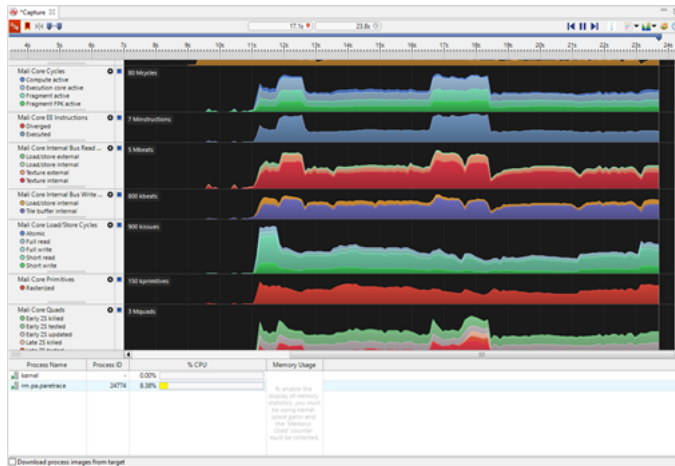 *Capture
17.1s
23.8s
4s 5s 6s 7s 8s 9s 10s 11s 12s 13s 14s 15s 16s 17s 18s 19s 20s 21s 22s 23s 24s
Mali Core Cycles
80 Mcycles
Compute active
Execution core active
Fragment active
Fragment FPK active
Mali Core EE Instructions
7 Minstructions
Diverged
Executed
Mali Core Internal Bus Read ...
5 Mbeats
Load/store external
Load/store internal
Texture external
Texture internal
Mali Core Internal Bus Write ...
800 kbeats
Load/store internal
Tile buffer internal
Mali Core Load/Store Cycles
900 kissues
Atomic
Full read
Full write
Short read
Short write
Mali Core Primitives
150 kprimitives
Rasterized
Mali Core Quads
3 Mquads
Early ZS killed
Early ZS tested
Early ZS updated
Late ZS killed
Process Name Process ID % CPU Memory Usage
kernel - 0.00%
24774 8.38%
To enable the
display of memory
statistics, you must
be using kernel
space gator and
the 'Memory
Used' counter
must be collected.
Download process images from target